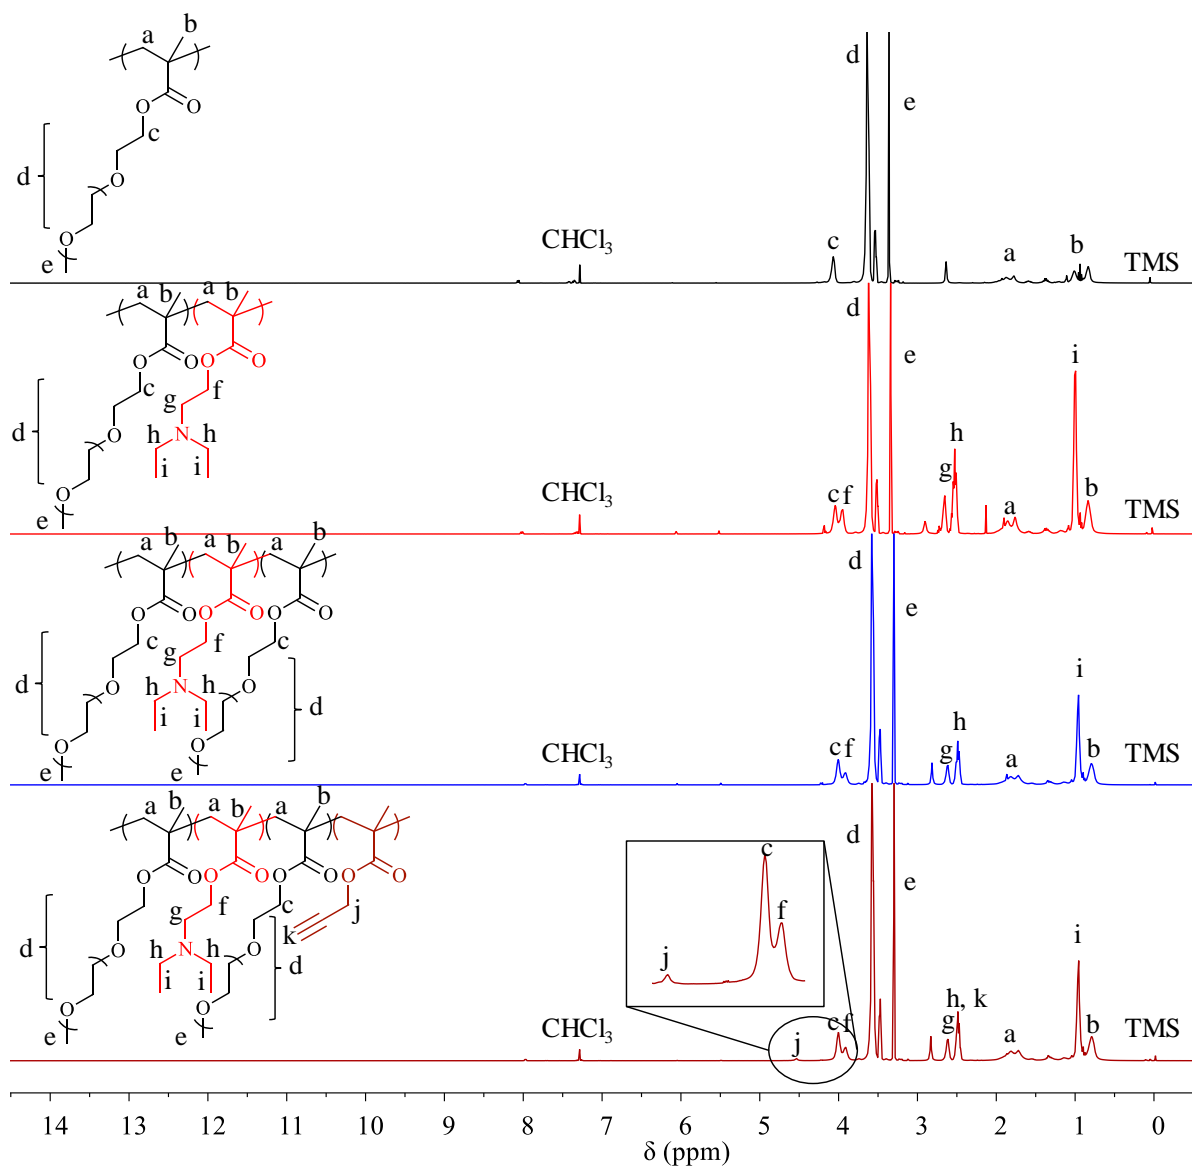 a b
d
O O
c
d
O
O
e
CHCl3
c
d
e
a
b
TMS
a b a b
O O O O
c f
g
d
O
h N h
i i
O
e
CHCl3
c f
d
e
g
h
a
i
b
TMS
a b a b a b
O O O O O O
c f c
g
d
O
h N h O
i i
d
O O
e e
CHCl3
c f
d
e
g
h
a
i
b
TMS
a b a b a b
O O O O O O O O
f c j
g
k
d
O
h N h O
i i
d
O O
e e
CHCl3
j
c
f
j
c f
d
e
g
h, k
a
i
b
TMS
14 13 12 11 10 9 8 7 6 5 4 3 2 1 0
δ (ppm)